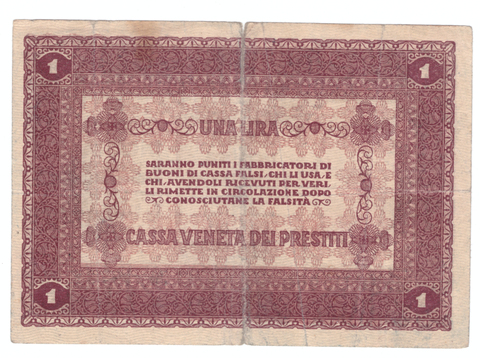 1 1
UNA LIRA
SARANNO PUNITI I FABBRICATORI DI
BUONI DI CASSA FALSI, CHI LI USA, E
CHI, AVENDOLI RICEVUTI PER VERI,
LI RIMETTE IN CIRCOLAZIONE DOPO
CONOSCIUTANE LA FALSITÀ
CASSA VENETA DEI PRESTITI
1 1